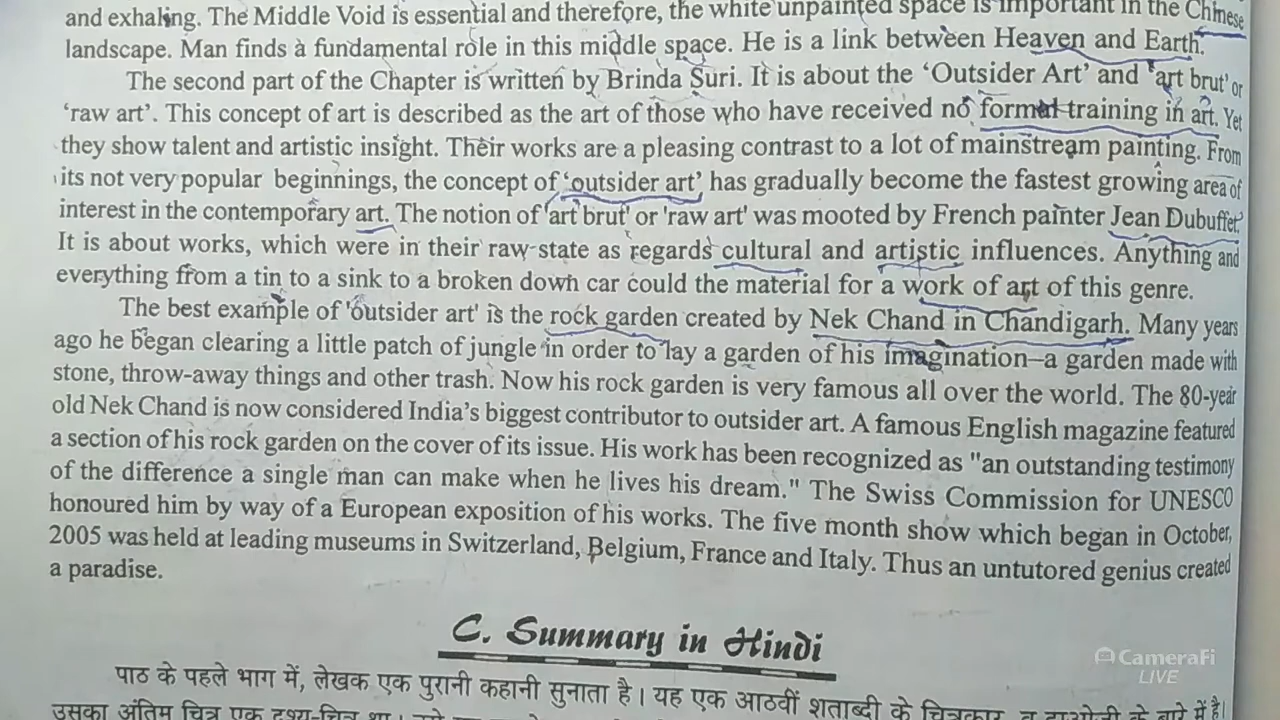 and exhaling. The Middle Void is essential and therefore, the white unpainted space is important in the Chinese
landscape. Man finds a fundamental role in this middle space. He is a link between Heaven and Earth.
The second part of the Chapter is written by Brinda Suri. It is about the ‘Outsider Art’ and 'art brut' or
‘raw art’. This concept of art is described as the art of those who have received no formal training in art. Yet
they show talent and artistic insight. Their works are a pleasing contrast to a lot of mainstream painting. From
its not very popular beginnings, the concept of ‘outsider art’ has gradually become the fastest growing area of
interest in the contemporary art. The notion of 'art brut' or 'raw art' was mooted by French painter Jean Dubuffet.
It is about works, which were in their raw-state as regards cultural and artistic influences. Anything and
everything from a tin to a sink to a broken down car could the material for a work of art of this genre.
The best example of 'outsider art' is the rock garden created by Nek Chand in Chandigarh. Many years
ago he began clearing a little patch of jungle in order to lay a garden of his imagination–a garden made with
stone, throw-away things and other trash. Now his rock garden is very famous all over the world. The 80-year
old Nek Chand is now considered India’s biggest contributor to outsider art. A famous English magazine featured
a section of his rock garden on the cover of its issue. His work has been recognized as "an outstanding testimony
of the difference a single man can make when he lives his dream." The Swiss Commission for UNESCO
honoured him by way of a European exposition of his works. The five month show which began in October,
2005 was held at leading museums in Switzerland, Belgium, France and Italy. Thus an untutored genius created
a paradise.
C. Summary in Hindi
पाठ के पहले भाग में, लेखक एक पुरानी कहानी सुनाता है। यह एक आठवीं शताब्दी के चित्रकार, व दाओजी के बारे में है।
उसका अंतिम चित्र एक दृश्य-चित्र था।
CameraFi
LIVE